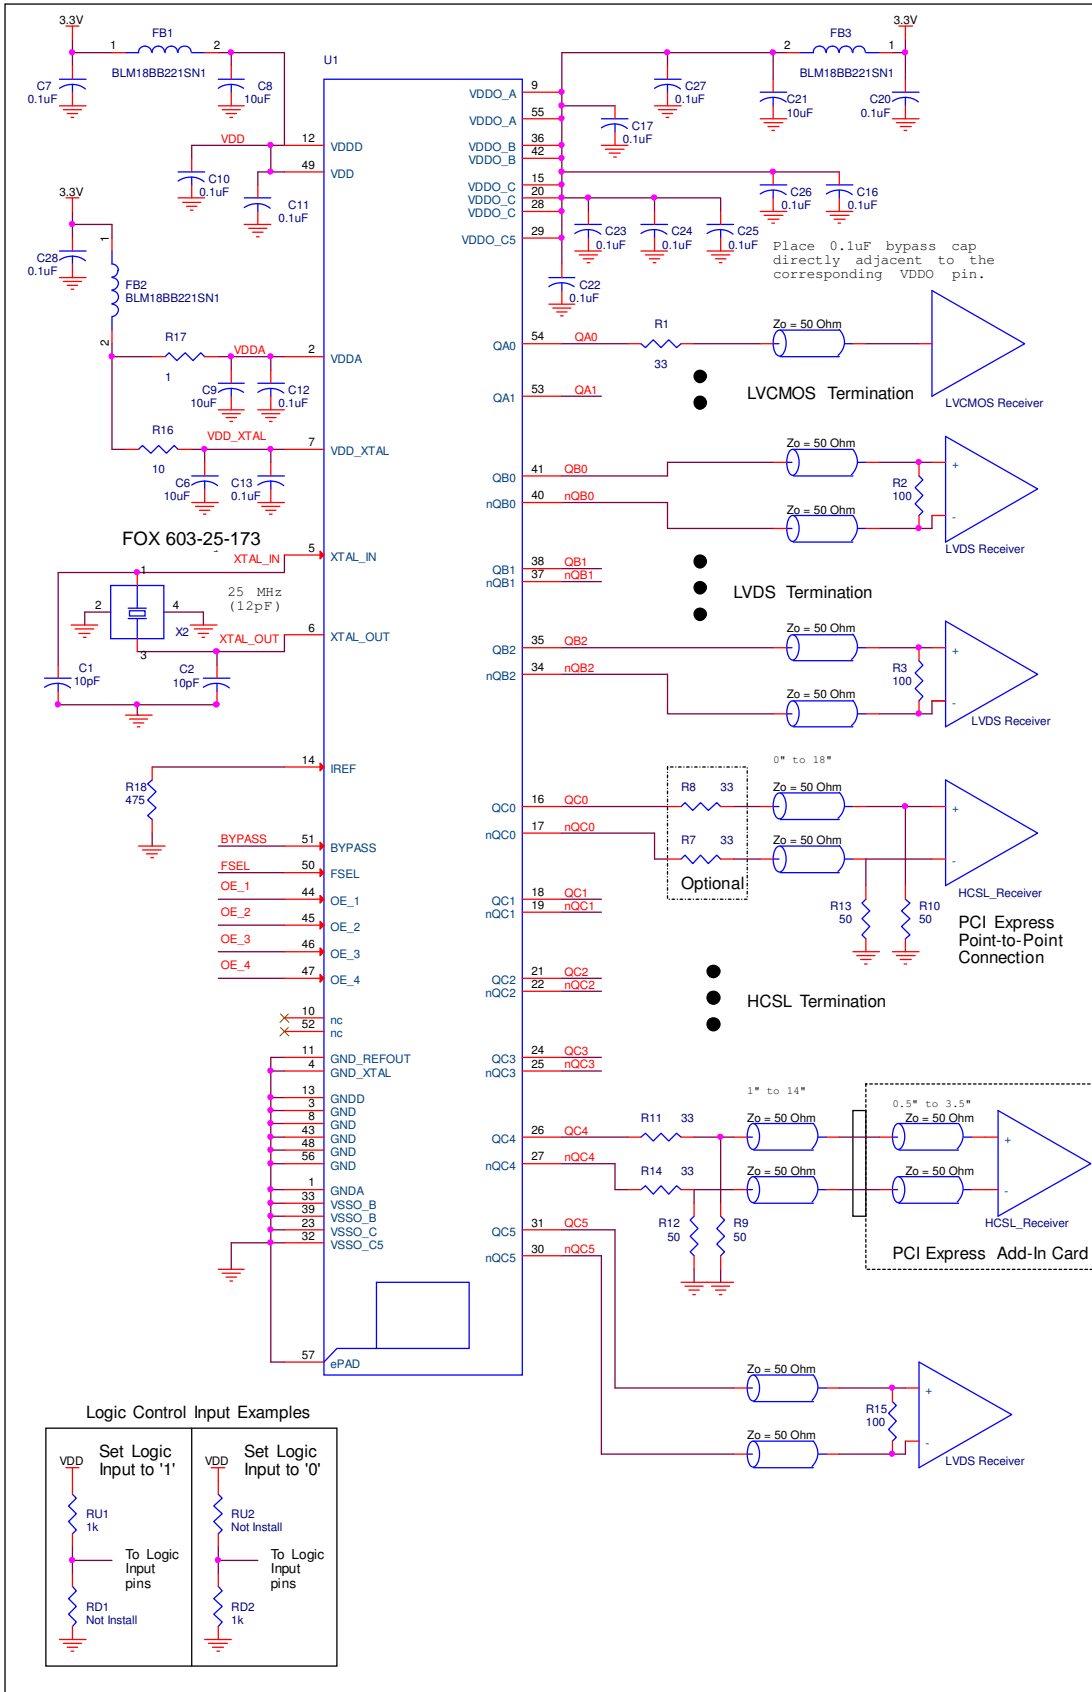 3.3V
FB1
1
2
BLM18BB221SN1
C7
0.1uF
C8
10uF
U1
3.3V
FB3
2
1
BLM18BB221SN1
C27
0.1uF
C21
10uF
C20
0.1uF
C17
0.1uF
9
VDDO_A
55
VDDO_A
36
VDDO_B
42
VDDO_B
15
VDDO_C
20
VDDO_C
28
VDDO_C
29
VDDO_C5
VDD
12
VDDD
49
VDD
C10
0.1uF
C11
0.1uF
C26
0.1uF
C16
0.1uF
C23
0.1uF
C24
0.1uF
C25
0.1uF
C22
0.1uF
Place 0.1uF bypass cap
directly adjacent to the
corresponding VDDO pin.
3.3V
C28
0.1uF
1
FB2
BLM18BB221SN1
2
R17
1
VDDA
2
VDDA
C9
10uF
C12
0.1uF
R16
10
VDD_XTAL
7
VDD_XTAL
C6
10uF
C13
0.1uF
QA0
54
QA0
R1
33
Zo = 50 Ohm
LVCMOS Receiver
QA1
53
QA1
LVCMOS Termination
QB0
41
QB0
nQB0
40
nQB0
Zo = 50 Ohm
Zo = 50 Ohm
R2
100
+
-
LVDS Receiver
QB1
38
QB1
nQB1
37
nQB1
LVDS Termination
QB2
35
QB2
nQB2
34
nQB2
Zo = 50 Ohm
Zo = 50 Ohm
R3
100
+
-
LVDS Receiver
FOX 603-25-173
XTAL_IN
5
XTAL_IN
1
2
4
3
X2
25 MHz
(12pF)
XTAL_OUT
6
XTAL_OUT
C1
10pF
C2
10pF
14
IREF
R18
475
BYPASS
51
BYPASS
FSEL
50
FSEL
OE_1
44
OE_1
OE_2
45
OE_2
OE_3
46
OE_3
OE_4
47
OE_4
QC0
16
QC0
nQC0
17
nQC0
R8 33
R7 33
Optional
0" to 18"
Zo = 50 Ohm
Zo = 50 Ohm
R13
50
R10
50
+
-
HCSL_Receiver
PCI Express
Point-to-Point
Connection
QC1
18
QC1
nQC1
19
nQC1
QC2
21
QC2
nQC2
22
nQC2
HCSL Termination
QC3
24
QC3
nQC3
25
nQC3
10
nc
52
nc
11
GND_REFOUT
4
GND_XTAL
13
GNDD
3
GND
8
GND
43
GND
48
GND
56
GND
1
GNDA
33
VSSO_B
39
VSSO_B
23
VSSO_C
32
VSSO_C5
57
ePAD
QC4
26
QC4
nQC4
27
nQC4
R11 33
R14 33
R12
50
R9
50
1" to 14"
Zo = 50 Ohm
Zo = 50 Ohm
0.5" to 3.5"
Zo = 50 Ohm
Zo = 50 Ohm
+
-
HCSL_Receiver
PCI Express Add-In Card
QC5
31
QC5
nQC5
30
nQC5
Zo = 50 Ohm
Zo = 50 Ohm
R15
100
+
-
LVDS Receiver
Logic Control Input Examples
VDD
Set Logic
Input to '1'
RU1
1k
To Logic
Input
pins
RD1
Not Install
VDD
Set Logic
Input to '0'
RU2
Not Install
To Logic
Input
pins
RD2
1k